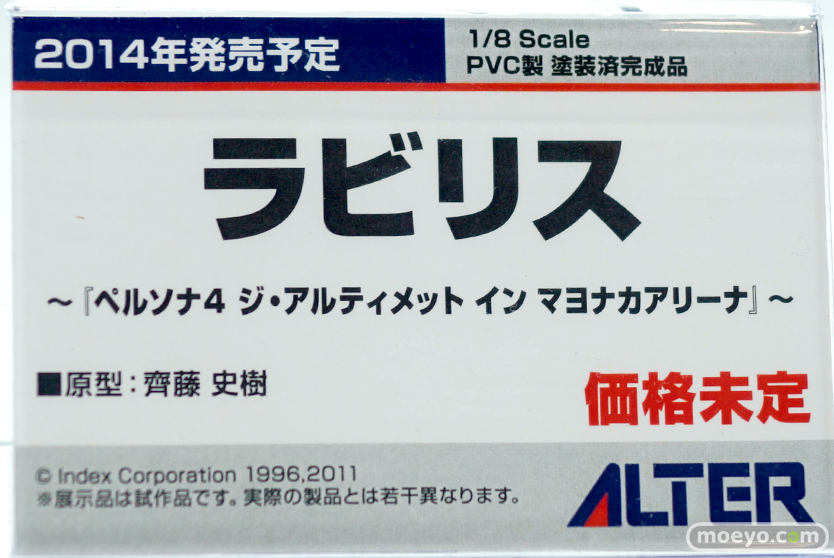 2014年発売予定
1/8 Scale
PVC製 塗装済完成品
ラビリス
～『ペルソナ4 ジ・アルティメット イン マヨナカアリーナ』～
■原型：齊藤 史樹
価格未定
© Index Corporation 1996,2011
※展示品は試作品です。実際の製品とは若干異なります。
ALTER
moeyo.com